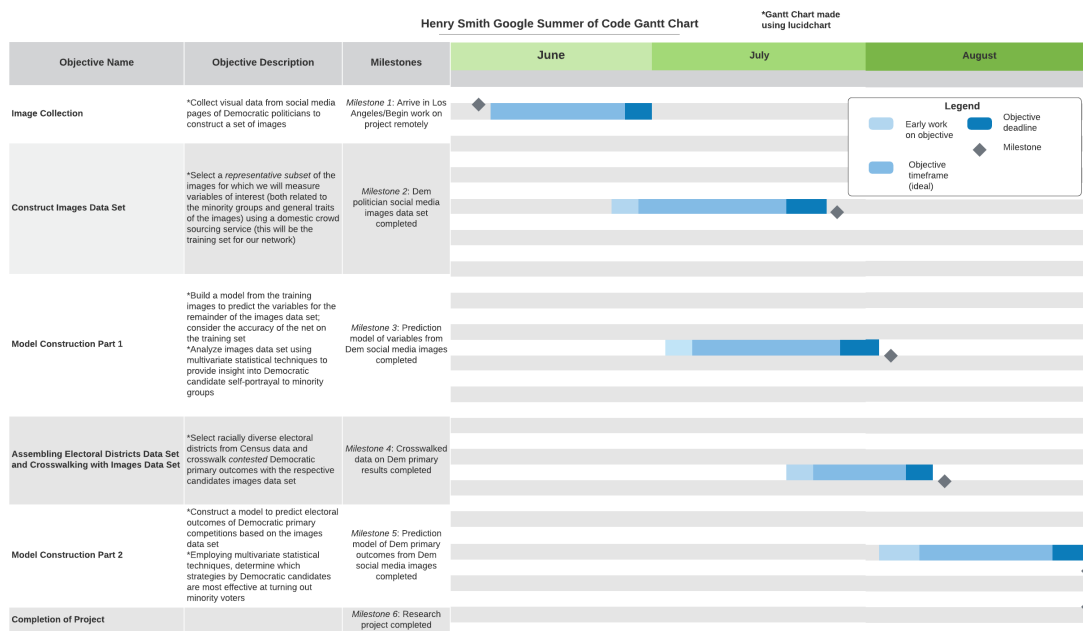 Henry Smith Google Summer of Code Gantt Chart
*Gantt Chart made
using lucidchart
Objective Name
Objective Description
Milestones
June
July
August
Legend
Early work
on objective
Objective
deadline
Milestone
Objective
timeframe
(ideal)
Image Collection
*Collect visual data from social media
pages of Democratic politicians to
construct a set of images
Milestone 1: Arrive in Los
Angeles/Begin work on
project remotely
Construct Images Data Set
*Select a representative subset of the
images for which we will measure
variables of interest (both related to
the minority groups and general traits
of the images) using a domestic crowd
sourcing service (this will be the
training set for our network)
Milestone 2: Dem
politician social media
images data set
completed
Model Construction Part 1
*Build a model from the training
images to predict the variables for the
remainder of the images data set;
consider the accuracy of the net on
the training set
*Analyze images data set using
multivariate statistical techniques to
provide insight into Democratic
candidate self-portrayal to minority
groups
Milestone 3: Prediction
model of variables from
Dem social media images
completed
Assembling Electoral Districts Data Set
and Crosswalking with Images Data Set
*Select racially diverse electoral
districts from Census data and
crosswalk contested Democratic
primary outcomes with the respective
candidates images data set
Milestone 4: Crosswalked
data on Dem primary
results completed
Model Construction Part 2
*Construct a model to predict electoral
outcomes of Democratic primary
competitions based on the images
data set
*Employing multivariate statistical
techniques, determine which
strategies by Democratic candidates
are most effective at turning out
minority voters
Milestone 5: Prediction
model of Dem primary
outcomes from Dem
social media images
completed
Completion of Project
Milestone 6: Research
project completed